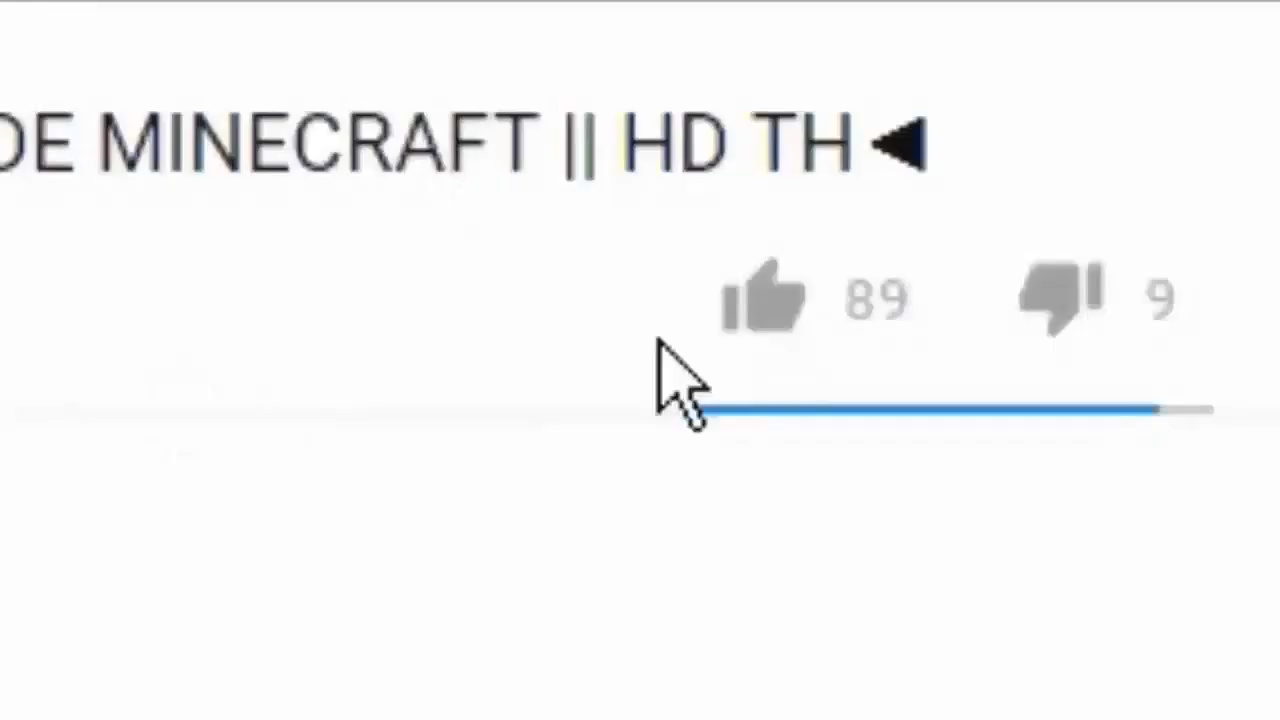 DE MINECRAFT || HD TH◀
89 9